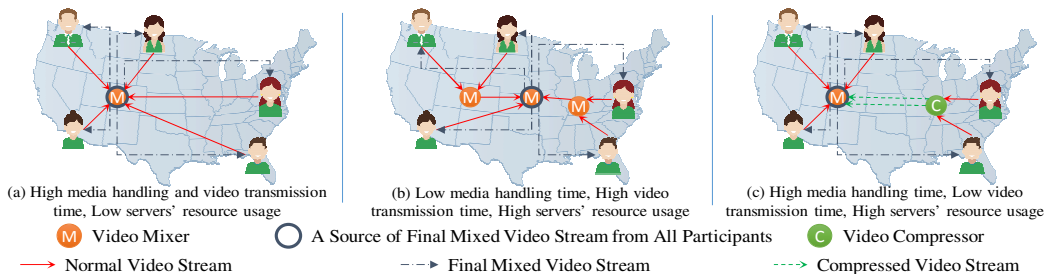 M
M
M
M
M
C
(a) High media handling and video transmission
time, Low servers' resource usage
(b) Low media handling time, High video
transmission time, High servers' resource usage
(c) High media handling time, Low video
transmission time, High servers' resource usage
M Video Mixer
A Source of Final Mixed Video Stream from All Participants
C Video Compressor
Normal Video Stream
Final Mixed Video Stream
Compressed Video Stream